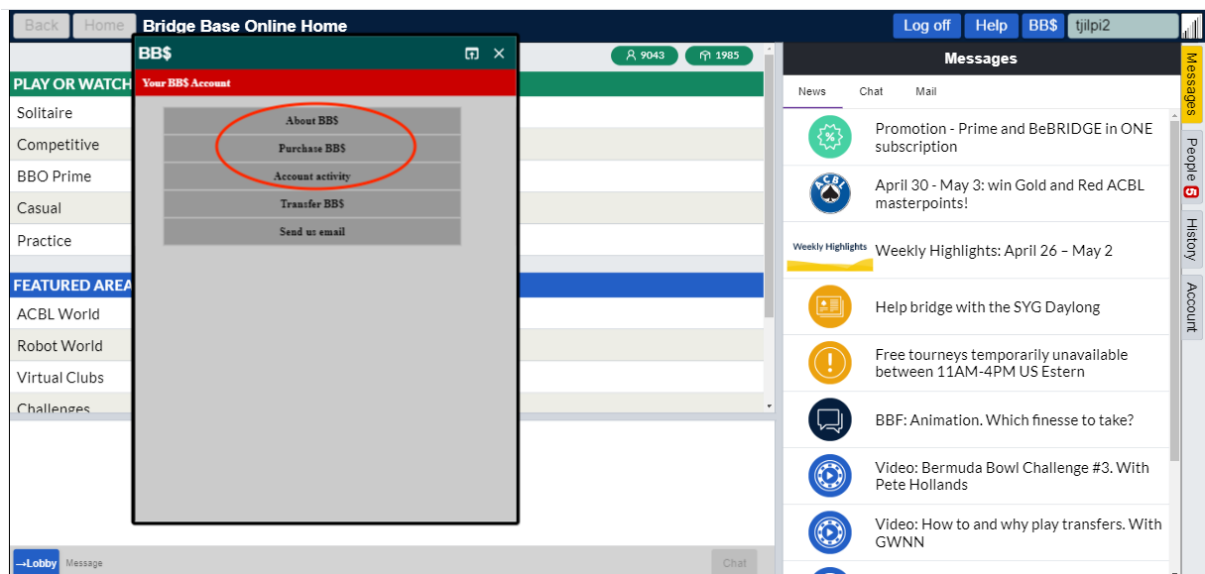 Back Home Bridge Base Online Home Log off Help BB$ tjilpi2
BB$
Your BB$ Account
About BB$
Purchase BB$
Account activity
Transfer BB$
Send us email
9043 1985
PLAY OR WATCH
Solitaire
Competitive
BBO Prime
Casual
Practice
FEATURED AREA
ACBL World
Robot World
Virtual Clubs
Challenges
→Lobby Message Chat
Messages
News Chat Mail
Promotion - Prime and BeBRIDGE in ONE
subscription
ACBL
April 30 - May 3: win Gold and Red ACBL
masterpoints!
Weekly Highlights
Weekly Highlights: April 26 – May 2
Help bridge with the SYG Daylong
Free tourneys temporarily unavailable
between 11AM-4PM US Estern
BBF: Animation. Which finesse to take?
Video: Bermuda Bowl Challenge #3. With
Pete Hollands
Video: How to and why play transfers. With
GWNN
Messages
People 5
History
Account